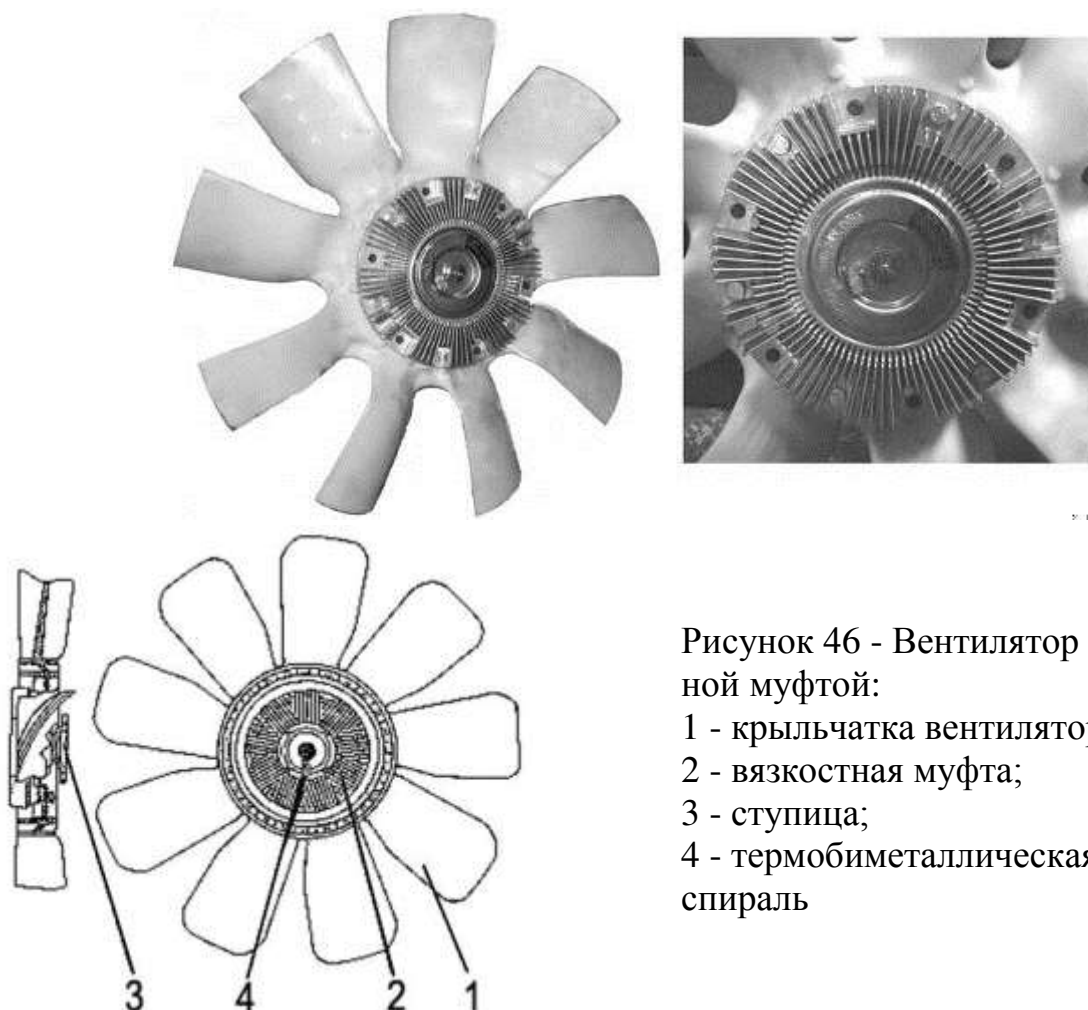 Рисунок 46 - Вентилятор
ной муфтой:
1 - крыльчатка вентилятор
2 - вязкостная муфта;
3 - ступица;
4 - термобиметаллическая
спираль
3 4 2 1